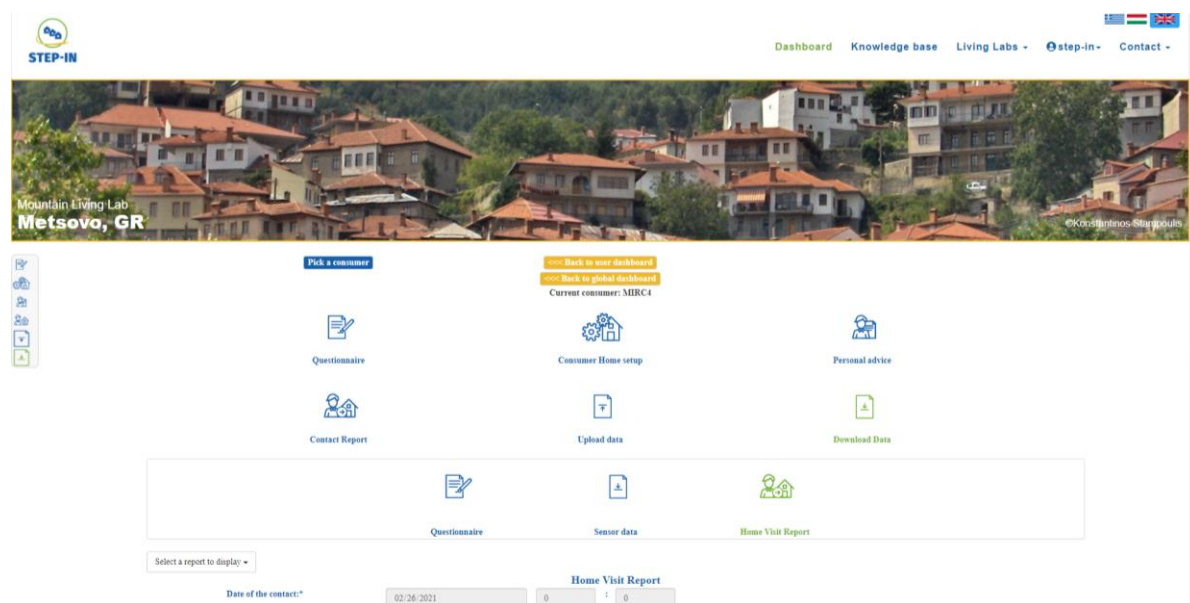 STEP-IN
Dashboard Knowledge base Living Labs step-in Contact
Mountain Living Lab
Metsovo, GR
©Konstantinos Stampoulis
Pick a consumer
<<< Back to user dashboard
<<< Back to global dashboard
Current consumer: MIRC4
Questionnaire Consumer Home setup Personal advice
Contact Report Upload data Download Data
Questionnaire Sensor data Home Visit Report
Select a report to display
Home Visit Report
Date of the contact:* 02/26/2021 0 : 0